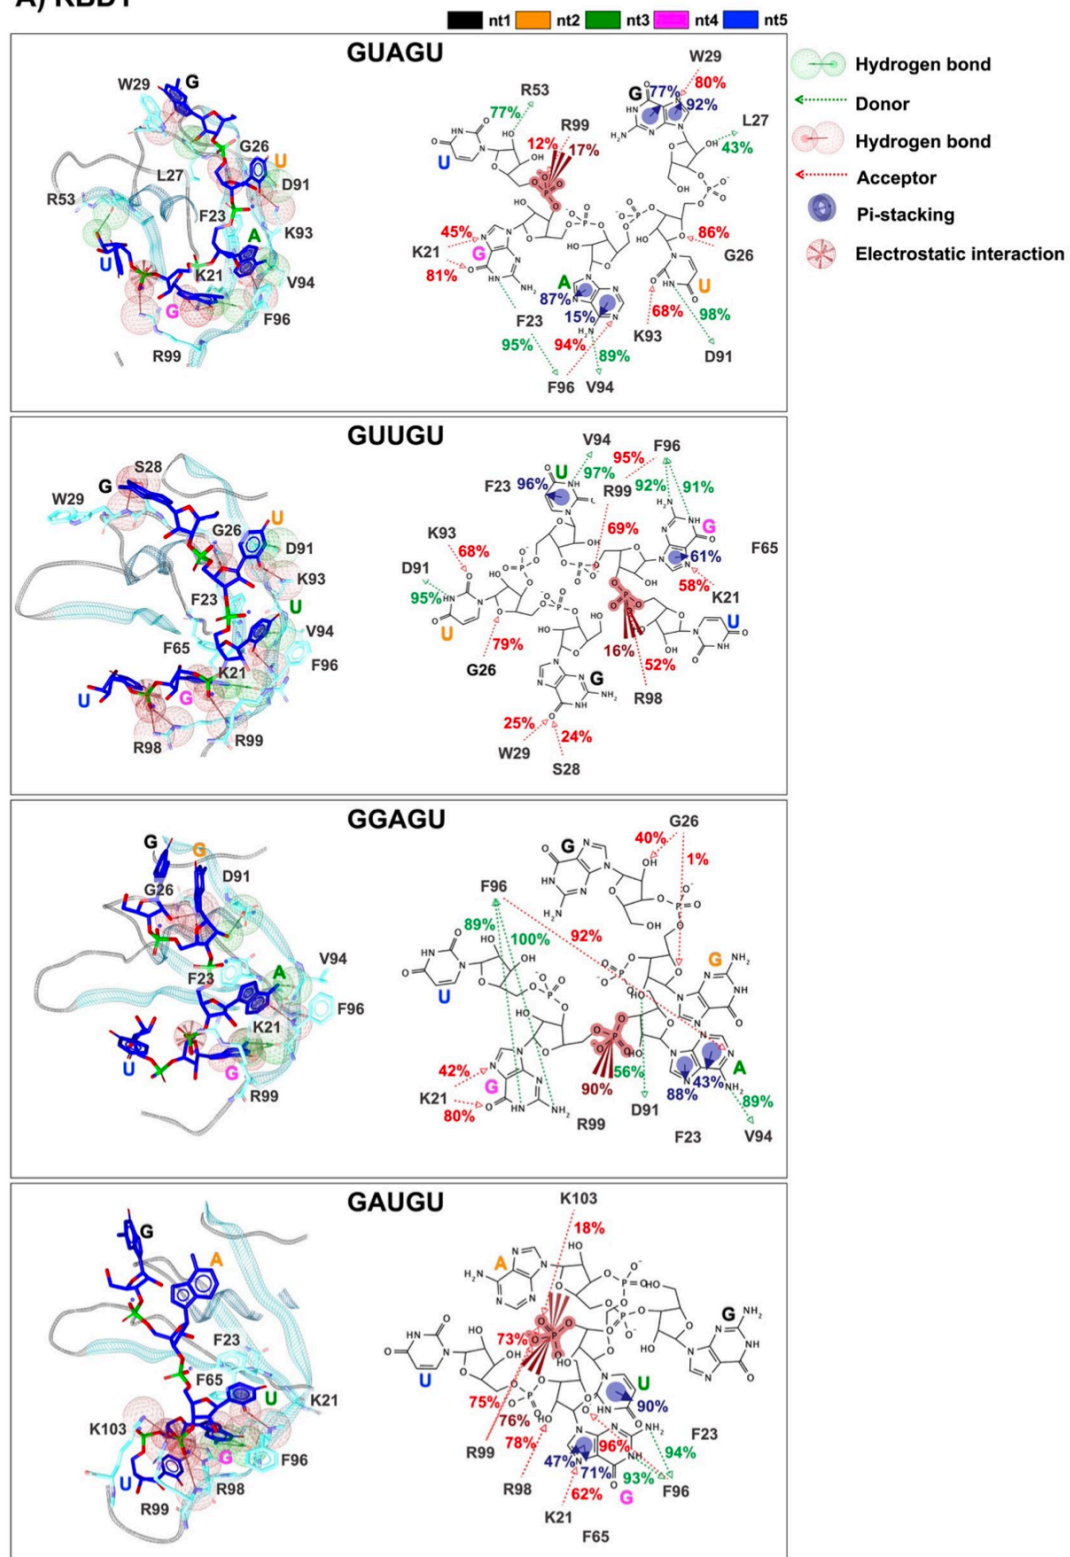 nt1 nt2 nt3 nt4 nt5
GUAGU
W29
G
G26
U
D91
L27
R53
F23
K93
A
V94
U
K21
G
F96
R99
W29
80%
G
77%
92%
R53
77%
R99
12%
17%
L27
43%
U
45%
K21
G
81%
86%
G26
A
87%
15%
U
F23
68%
98%
95%
94%
89%
K93
D91
F96 V94
Hydrogen bond
Donor
Hydrogen bond
Acceptor
Pi-stacking
Electrostatic interaction
GUUGU
S28
G
W29
G26
U
D91
K93
F23
U
V94
F65
F96
K21
U
G
R98
R99
V94
F96
95%
U
97%
F23
96%
R99
92%
91%
G
K93
69%
68%
61%
F65
D91
58%
95%
K21
U
U
79%
16%
52%
G26
G
R98
25%
24%
W29
S28
GGAGU
G
G
D91
G26
F23
A
V94
F96
K21
U
G
R99
G26
40%
G
1%
F96
89%
100%
92%
G
U
42%
G
K21
80%
56%
43%
A
90%
88%
89%
R99
D91
F23
V94
GAUGU
G
A
F23
F65
U
K21
K103
G
F96
U
R98
R99
K103
18%
A
G
73%
U
U
75%
90%
76%
R99
78%
96%
F23
94%
47%
71%
93%
R98
62%
F96
G
K21
F65